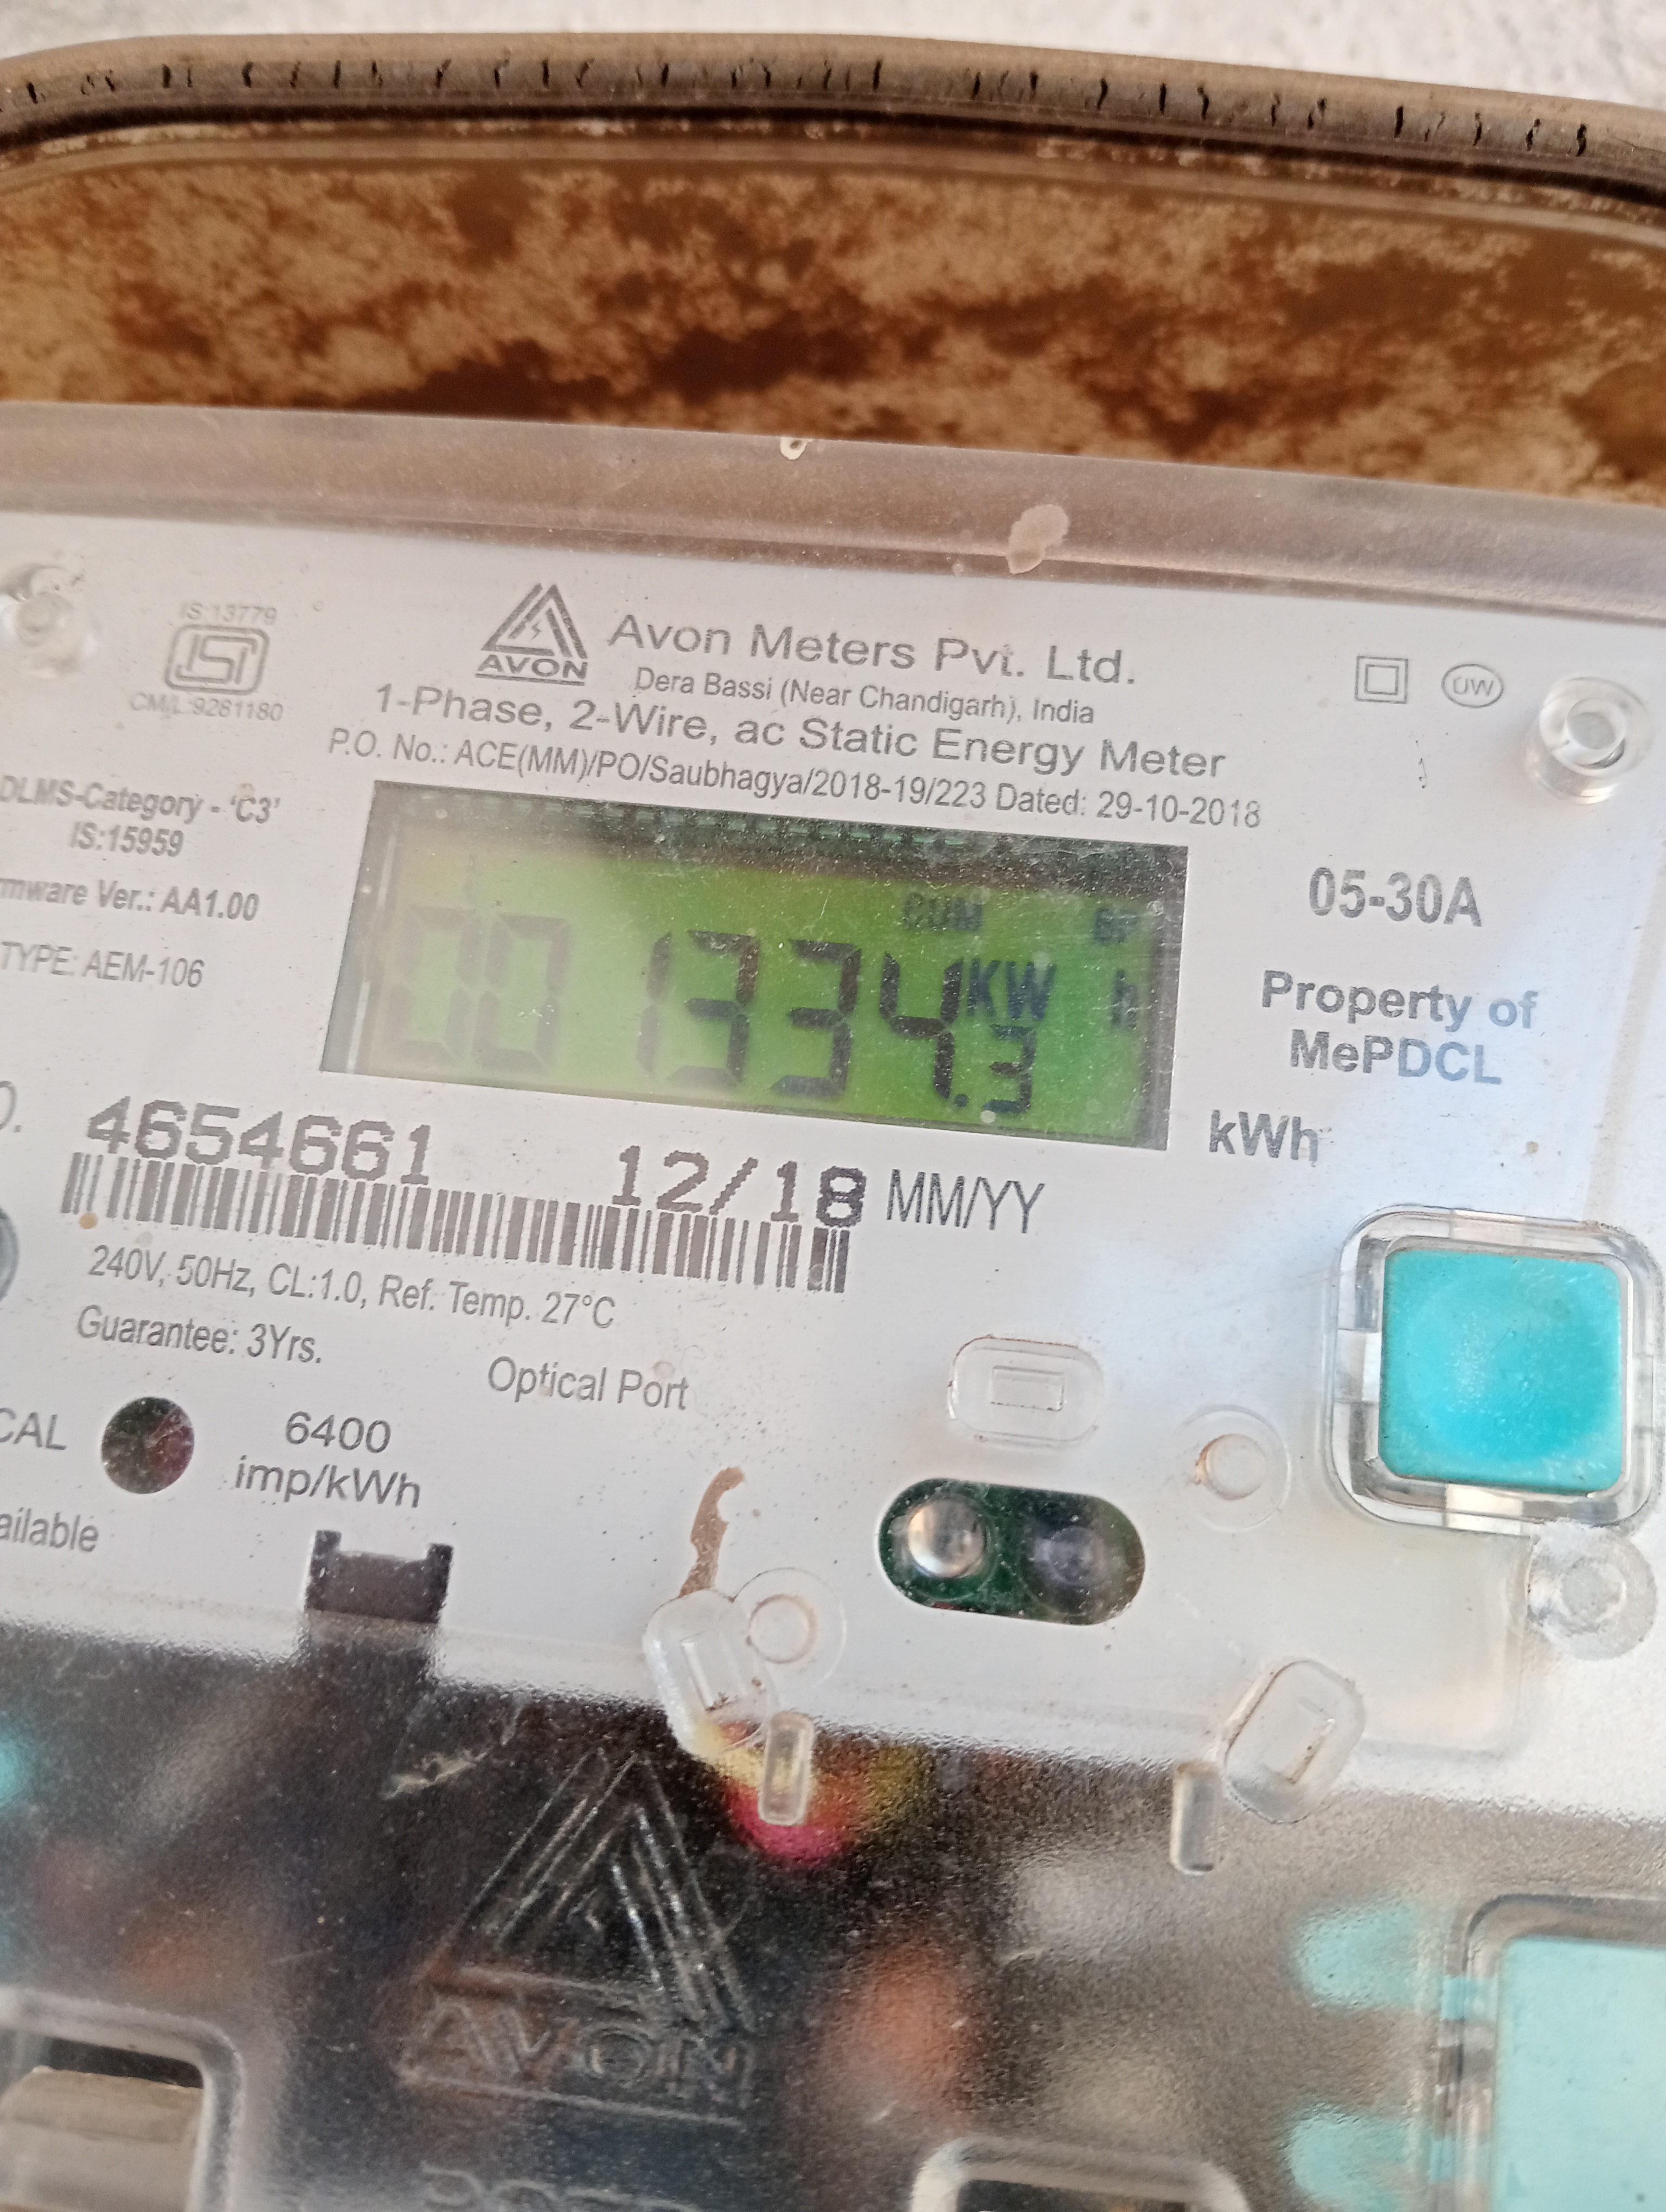 IS:13779
ISI
CM/L:9281180
AVON
Avon Meters Pvt. Ltd.
Dera Bassi (Near Chandigarh), India
1-Phase, 2-Wire, ac Static Energy Meter
P.O. No.: ACE(MM)/PO/Saubhagya/2018-19/223 Dated: 29-10-2018
UW
DLMS-Category - 'C3'
IS:15959
rmware Ver.: AA1.00
TYPE: AEM-106
CUM
001334.3
KW h
05-30A
Property of
MePDCL
kWh
4654661 12/18 MM/YY
240V, 50Hz, CL:1.0, Ref. Temp. 27°C
Guarantee: 3Yrs.
Optical Port
CAL
6400
imp/kWh
ailable
AVON